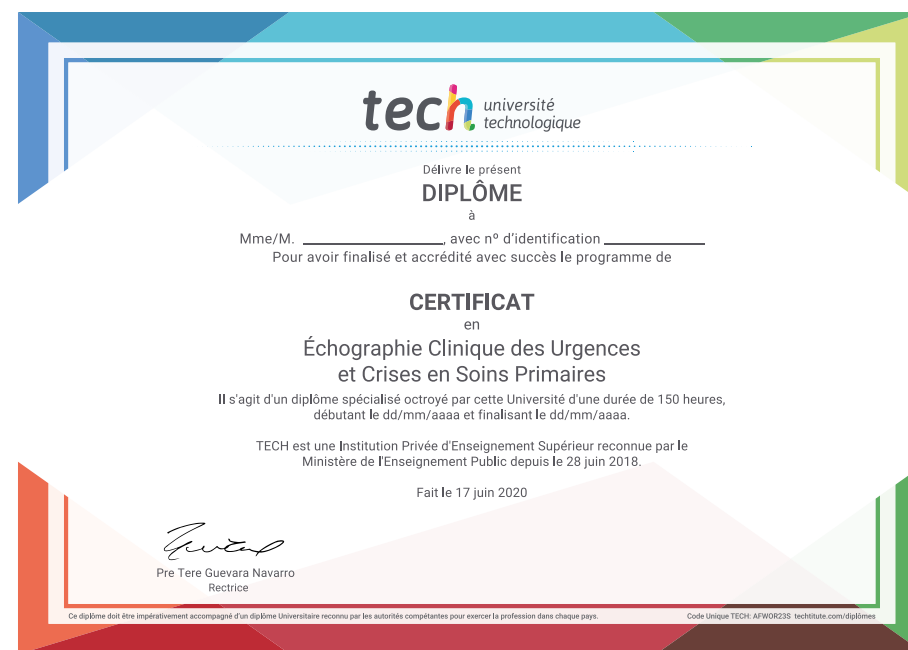 tech université
technologique
Délivre le présent
DIPLÔME
à
Mme/M. ____________________, avec nº d'identification ______________
Pour avoir finalisé et accrédité avec succès le programme de
CERTIFICAT
en
Échographie Clinique des Urgences
et Crises en Soins Primaires
Il s'agit d'un diplôme spécialisé octroyé par cette Université d'une durée de 150 heures,
débutant le dd/mm/aaaa et finalisant le dd/mm/aaaa.
TECH est une Institution Privée d'Enseignement Supérieur reconnue par le
Ministère de l'Enseignement Public depuis le 28 juin 2018.
Fait le 17 juin 2020
Pre Tere Guevara Navarro
Rectrice
Ce diplôme doit être impérativement accompagné d'un diplôme Universitaire reconnu par les autorités compétentes pour exercer la profession dans chaque pays. Code Unique TECH: AFWOR23S techtitute.com/diplômes